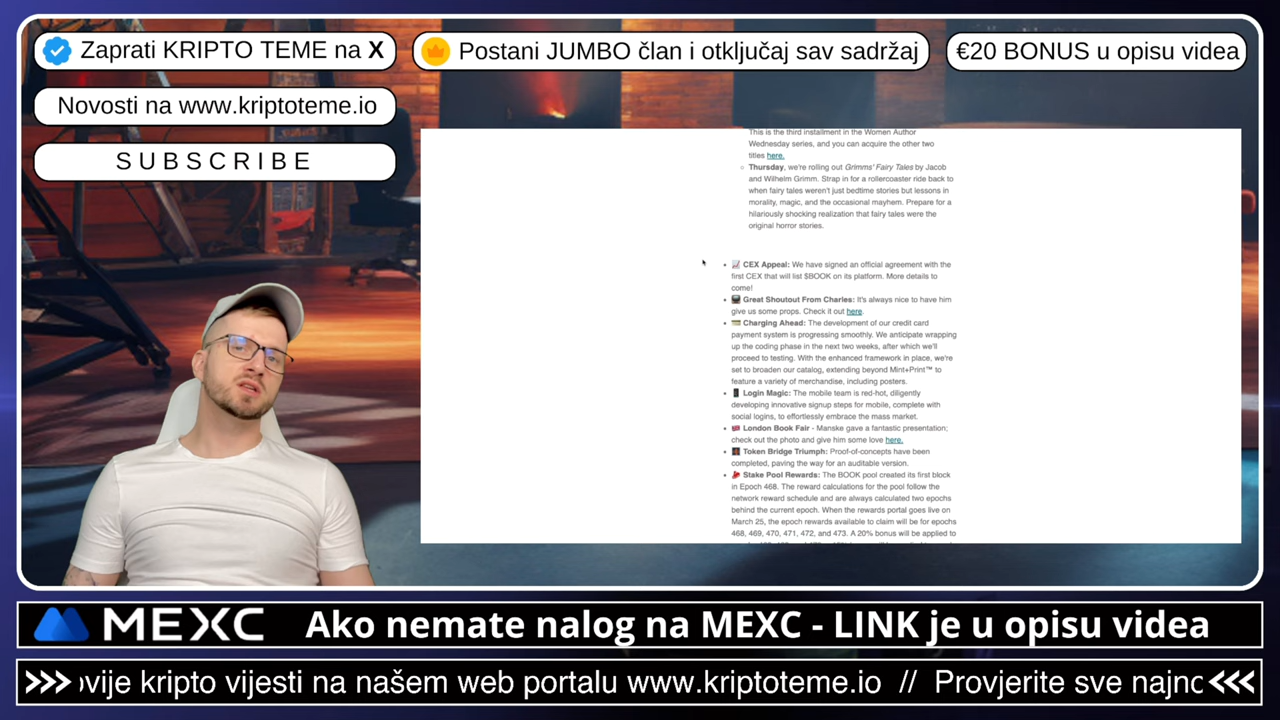 Zaprati KRIPTO TEME na X
Postani JUMBO član i otključaj sav sadržaj
€20 BONUS u opisu videa
Novosti na www.kriptoteme.io
SUBSCRIBE
This is the third installment in the Women Author
Wednesday series, and you can acquire the other two
titles here.
Thursday, we're rolling out Grimms' Fairy Tales by Jacob
and Wilhelm Grimm. Strap in for a rollercoaster ride back to
when fairy tales weren't just bedtime stories but lessons in
morality, magic, and the occasional mayhem. Prepare for a
hilariously shocking realization that fairy tales were the
original horror stories.
CEX Appeal: We have signed an official agreement with the
first CEX that will list $BOOK on its platform. More details to
come!
Great Shoutout From Charles: It's always nice to have him
give us some props. Check it out here.
Charging Ahead: The development of our credit card
payment system is progressing smoothly. We anticipate wrapping
up the coding phase in the next two weeks, after which we'll
proceed to testing. With the enhanced framework in place, we're
set to broaden our catalog, extending beyond Mint+Print™ to
feature a variety of merchandise, including posters.
Login Magic: The mobile team is red-hot, diligently
developing innovative signup steps for mobile, complete with
social logins, to effortlessly embrace the mass market.
London Book Fair - Manske gave a fantastic presentation;
check out the photo and give him some love here.
Token Bridge Triumph: Proof-of-concepts have been
completed, paving the way for an auditable version.
Stake Pool Rewards: The BOOK pool created its first block
in Epoch 468. The reward calculations for the pool follow the
network reward schedule and are always calculated two epochs
behind the current epoch. When the rewards portal goes live on
March 25, the epoch rewards available to claim will be for epochs
468, 469, 470, 471, 472, and 473. A 20% bonus will be applied to
MEXC Ako nemate nalog na MEXC - LINK je u opisu videa
>>> ovije kripto vijesti na našem web portalu www.kriptoteme.io // Provjerite sve najno <<<